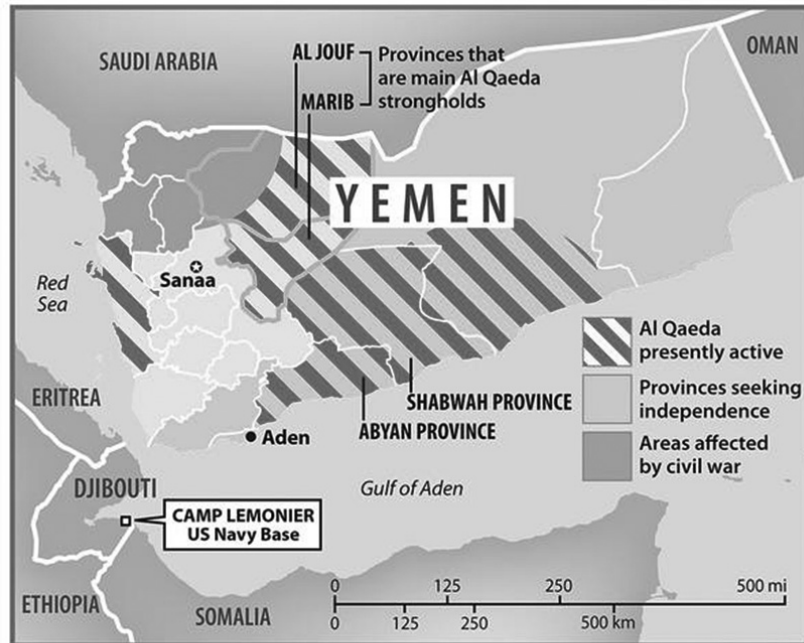 SAUDI ARABIA
OMAN
AL JOUF
MARIB
Provinces that
are main Al Qaeda
strongholds
YEMEN
Sanaa
Red
Sea
ERITREA
Aden
SHABWAH PROVINCE
ABYAN PROVINCE
Al Qaeda
presently active
Provinces seeking
independence
Areas affected
by civil war
DJIBOUTI
CAMP LEMONIER
US Navy Base
Gulf of Aden
ETHIOPIA
SOMALIA
0 125 250 500 mi
0 125 250 500 km